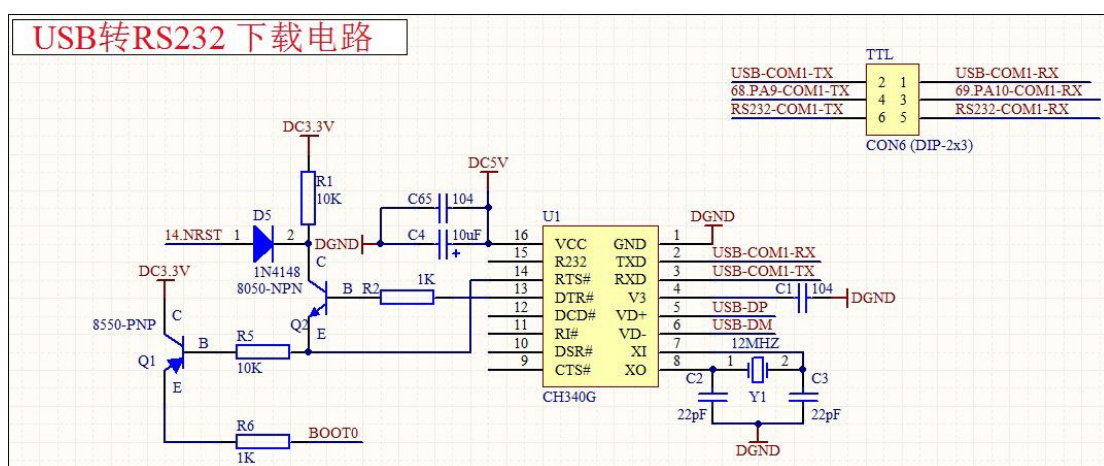 USB转RS232 下载电路
TTL
USB-COM1-TX 2 1 USB-COM1-RX
68.PA9-COM1-TX 4 3 69.PA10-COM1-RX
RS232-COM1-TX 6 5 RS232-COM1-RX
CON6 (DIP-2x3)
DC3.3V
R1
10K
DC5V
C65 104
C4 10uF
+
DGND
D5
14.NRST 1 2
1N4148
8050-NPN
C
B
Q2
E
R2 1K
DC3.3V
8550-PNP
C
B
Q1
E
R5
10K
R6
1K
BOOT0
U1
16 VCC GND 1
15 R232 TXD 2 USB-COM1-RX
14 RTS# RXD 3 USB-COM1-TX
13 DTR# V3 4
12 DCD# VD+ 5 USB-DP
11 RI# VD- 6 USB-DM
10 DSR# XI 7
9 CTS# XO 8
CH340G
DGND
C1 104
DGND
12MHZ
1 2
Y1
C2
22pF
C3
22pF
DGND